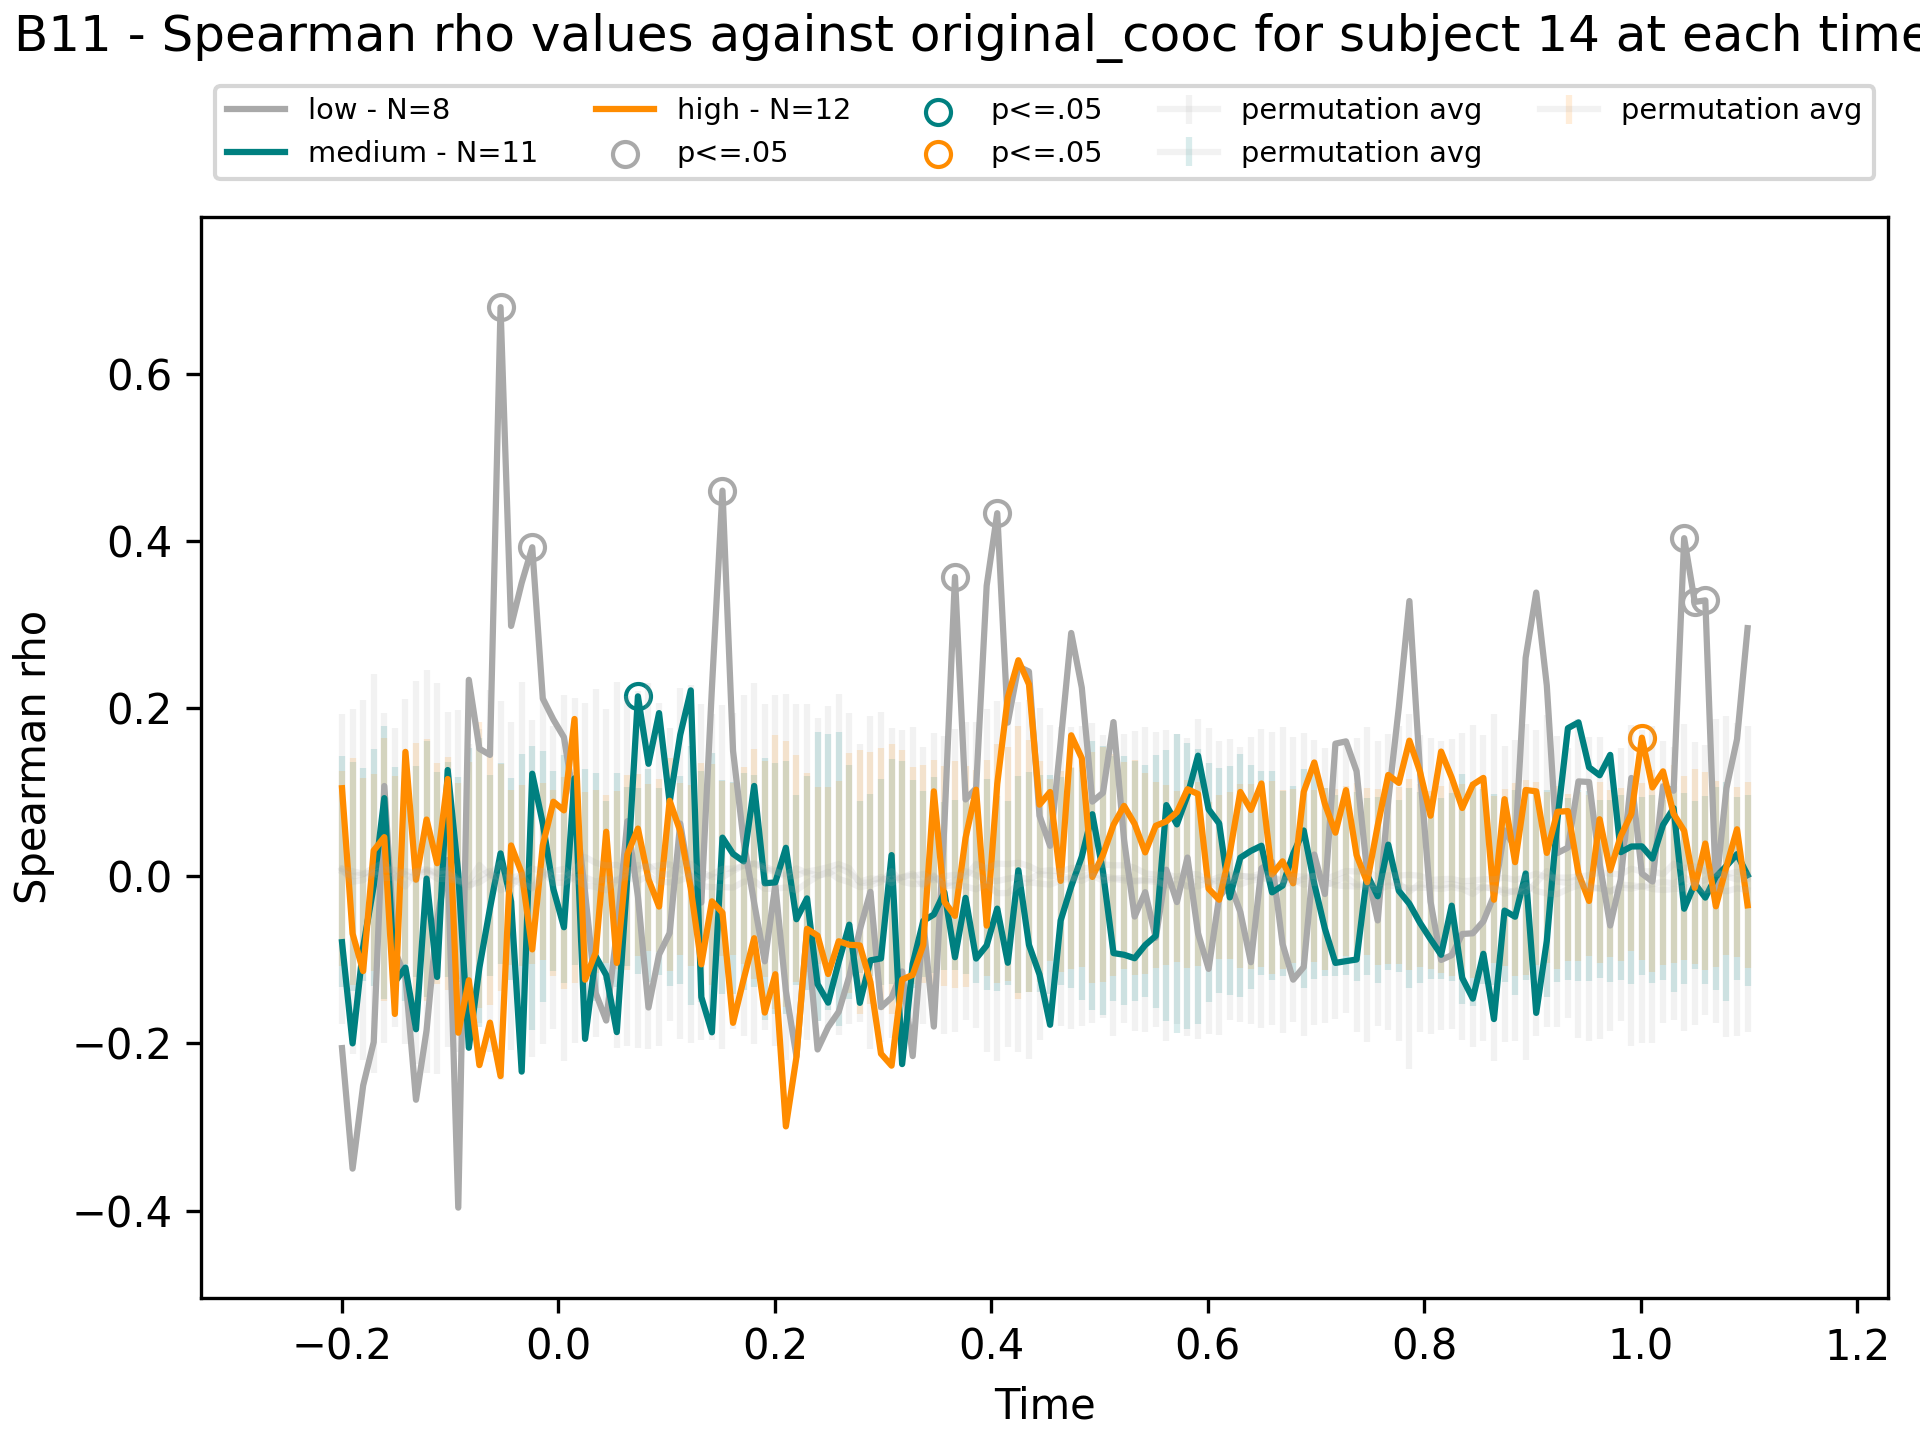 B11 - Spearman rho values against original_cooc for subject 14 at each time
low - N=8
medium - N=11
high - N=12
p<=.05
p<=.05
p<=.05
permutation avg
permutation avg
permutation avg
Spearman rho
0.6
0.4
0.2
0.0
−0.2
−0.4
−0.2 0.0 0.2 0.4 0.6 0.8 1.0 1.2
Time